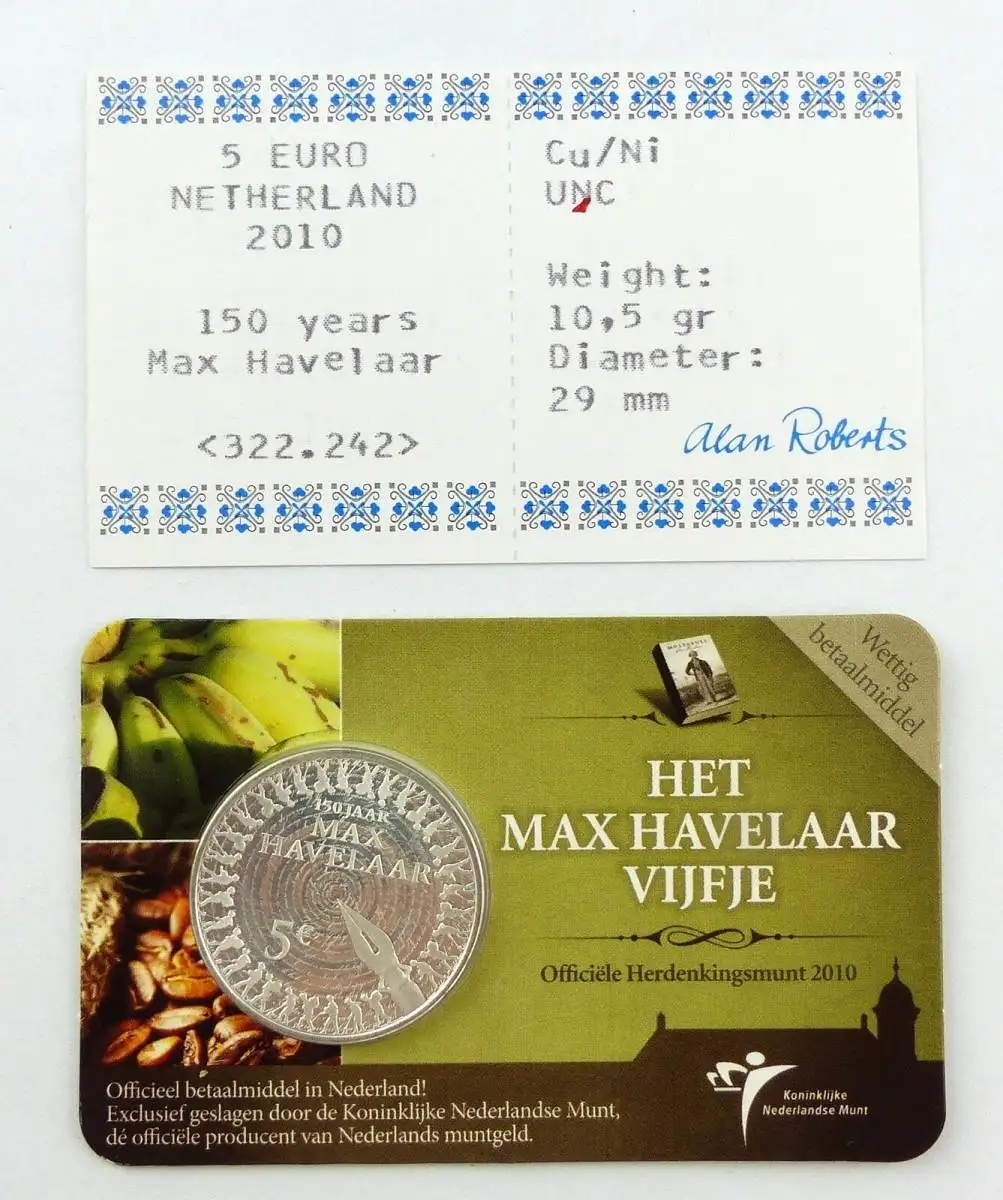 5 EURO
NETHERLAND
2010
150 years
Max Havelaar
<322.242>
Cu/Ni
UNC
Weight:
10,5 gr
Diameter:
29 mm
Alan Roberts
Wettig
betaalmiddel
HET
MAX HAVELAAR
VIJFJE
Officiële Herdenkingsmunt 2010
150 JAAR
MAX
HAVELAAR
5 €
Officieel betaalmiddel in Nederland!
Exclusief geslagen door de Koninklijke Nederlandse Munt,
dé officiële producent van Nederlands muntgeld.
Koninklijke
Nederlandse Munt